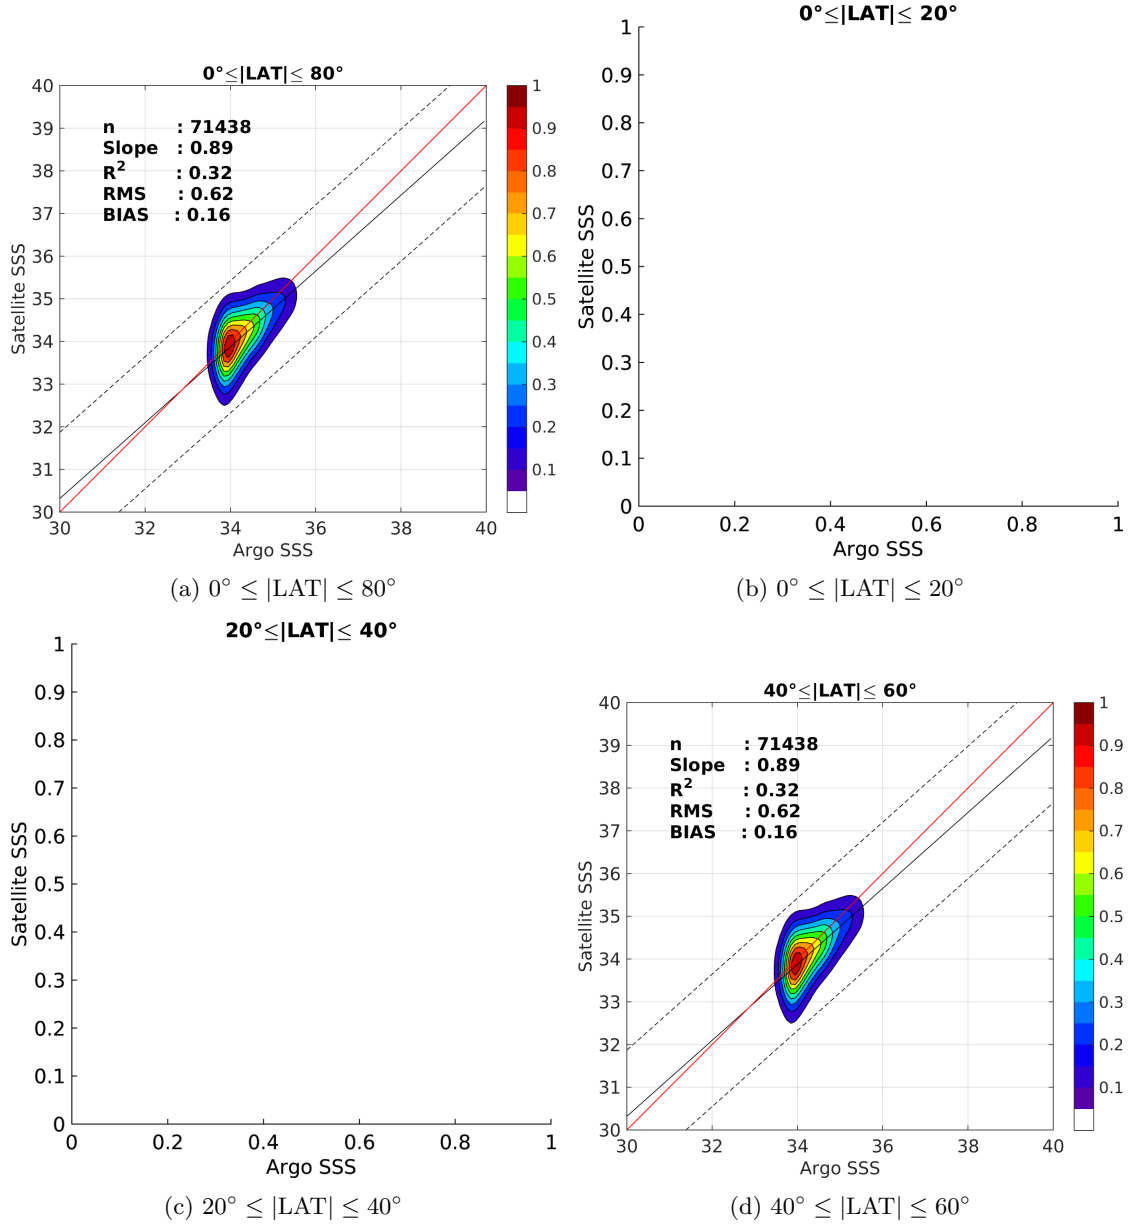 0°≤|LAT|≤ 80°
40
39
38
37
36
35
34
33
32
31
30
30 32 34 36 38 40
Satellite SSS
Argo SSS
n : 71438
Slope : 0.89
R² : 0.32
RMS : 0.62
BIAS : 0.16
1
0.9
0.8
0.7
0.6
0.5
0.4
0.3
0.2
0.1
(a) 0° ≤ |LAT| ≤ 80°
0°≤|LAT|≤ 20°
1
0.9
0.8
0.7
0.6
0.5
0.4
0.3
0.2
0.1
0
0 0.2 0.4 0.6 0.8 1
Satellite SSS
Argo SSS
(b) 0° ≤ |LAT| ≤ 20°
20°≤|LAT|≤ 40°
1
0.9
0.8
0.7
0.6
0.5
0.4
0.3
0.2
0.1
0
0 0.2 0.4 0.6 0.8 1
Satellite SSS
Argo SSS
(c) 20° ≤ |LAT| ≤ 40°
40°≤|LAT|≤ 60°
40
39
38
37
36
35
34
33
32
31
30
30 32 34 36 38 40
Satellite SSS
Argo SSS
n : 71438
Slope : 0.89
R² : 0.32
RMS : 0.62
BIAS : 0.16
1
0.9
0.8
0.7
0.6
0.5
0.4
0.3
0.2
0.1
(d) 40° ≤ |LAT| ≤ 60°